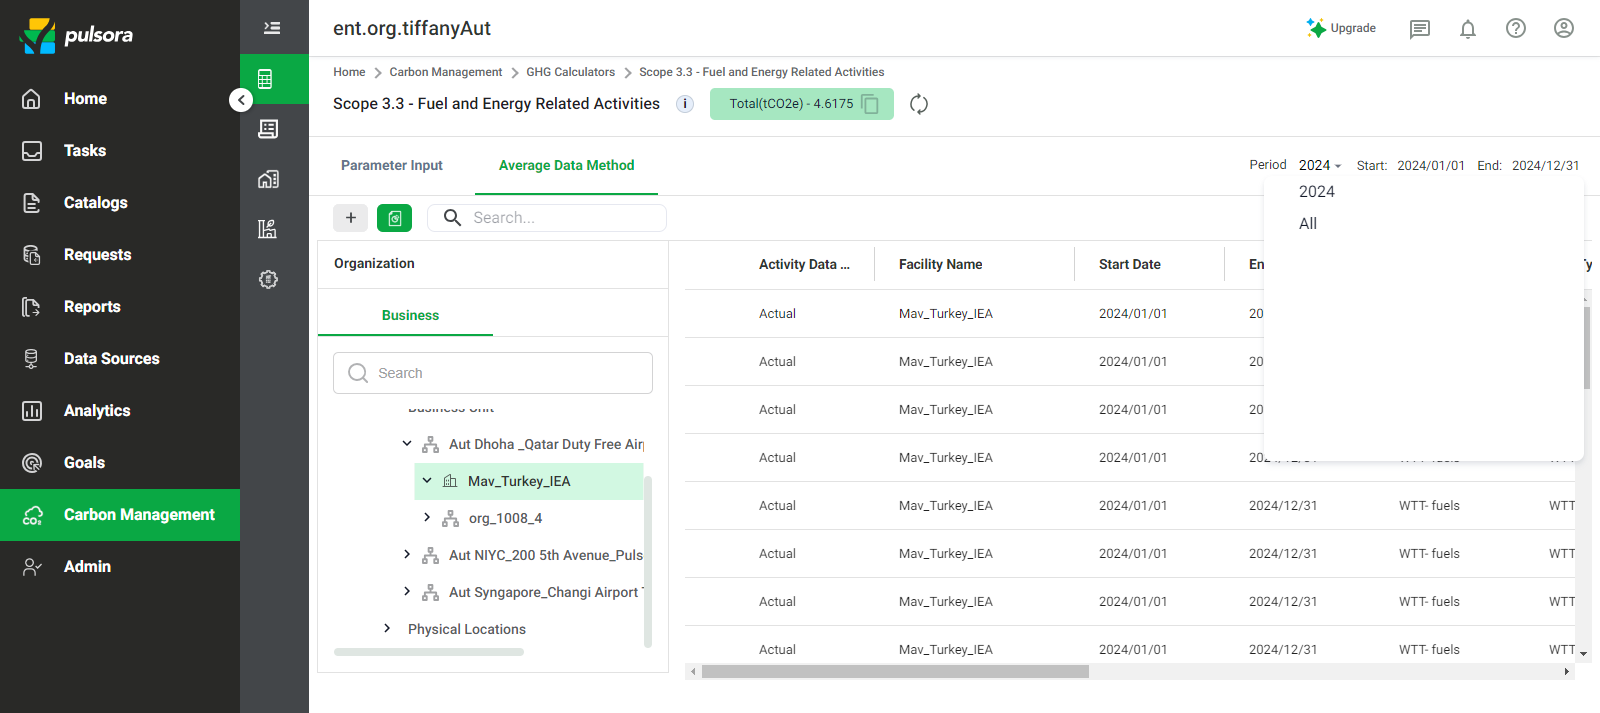 pulsora
ent.org.tiffanyAut
Upgrade
Home
Tasks
Catalogs
Requests
Reports
Data Sources
Analytics
Goals
CO₂
Carbon Management
Admin
Home > Carbon Management > GHG Calculators > Scope 3.3 - Fuel and Energy Related Activities
Scope 3.3 - Fuel and Energy Related Activities i Total(tCO2e) - 4.6175
Parameter Input Average Data Method
Period 2024 Start: 2024/01/01 End: 2024/12/31
2024
All
+ Search...
Organization
Business
Search
Business Unit
Aut Dhoha _Qatar Duty Free Air
Mav_Turkey_IEA
org_1008_4
Aut NIYC_200 5th Avenue_Puls
Aut Syngapore_Changi Airport T
Physical Locations
Activity Data ... Facility Name Start Date En Ty
Actual Mav_Turkey_IEA 2024/01/01 20
Actual Mav_Turkey_IEA 2024/01/01 20
Actual Mav_Turkey_IEA 2024/01/01 20
Actual Mav_Turkey_IEA 2024/01/01 2024/12/31
Actual Mav_Turkey_IEA 2024/01/01 2024/12/31 WTT- fuels WTT
Actual Mav_Turkey_IEA 2024/01/01 2024/12/31 WTT- fuels WTT
Actual Mav_Turkey_IEA 2024/01/01 2024/12/31 WTT- fuels WTT
Actual Mav_Turkey_IEA 2024/01/01 2024/12/31 WTT- fuels WTT